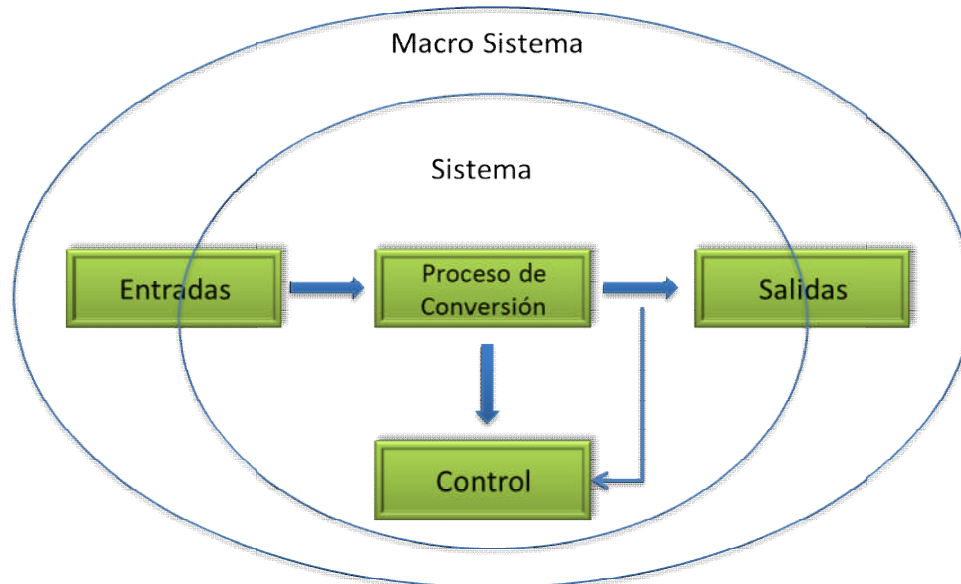 Macro Sistema
Sistema
Entradas
Proceso de
Conversión
Salidas
Control